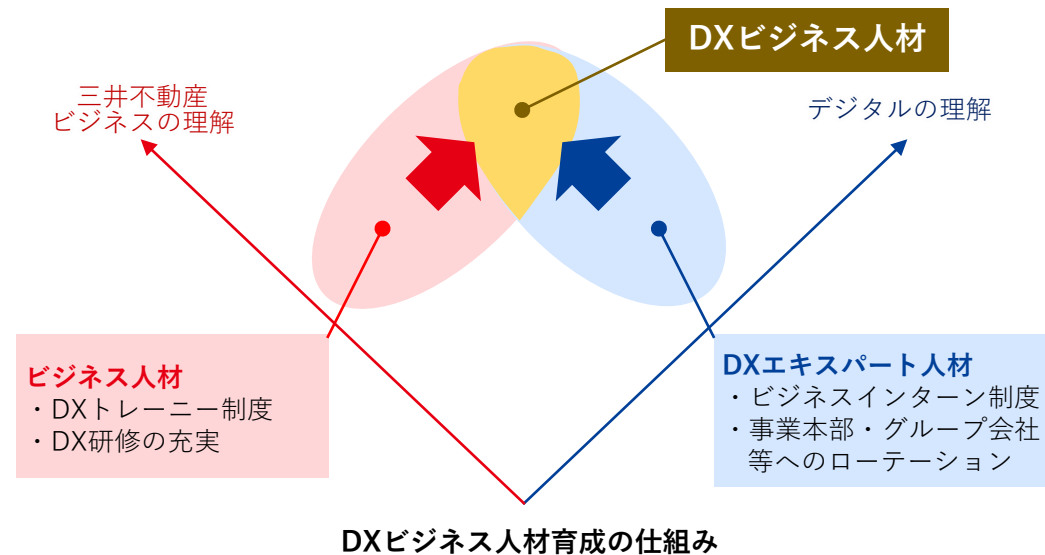 DXビジネス人材
三井不動産
ビジネスの理解
デジタルの理解
ビジネス人材
・DXトレーニー制度
・DX研修の充実
DXエキスパート人材
・ビジネスインターン制度
・事業本部・グループ会社
等へのローテーション
DXビジネス人材育成の仕組み